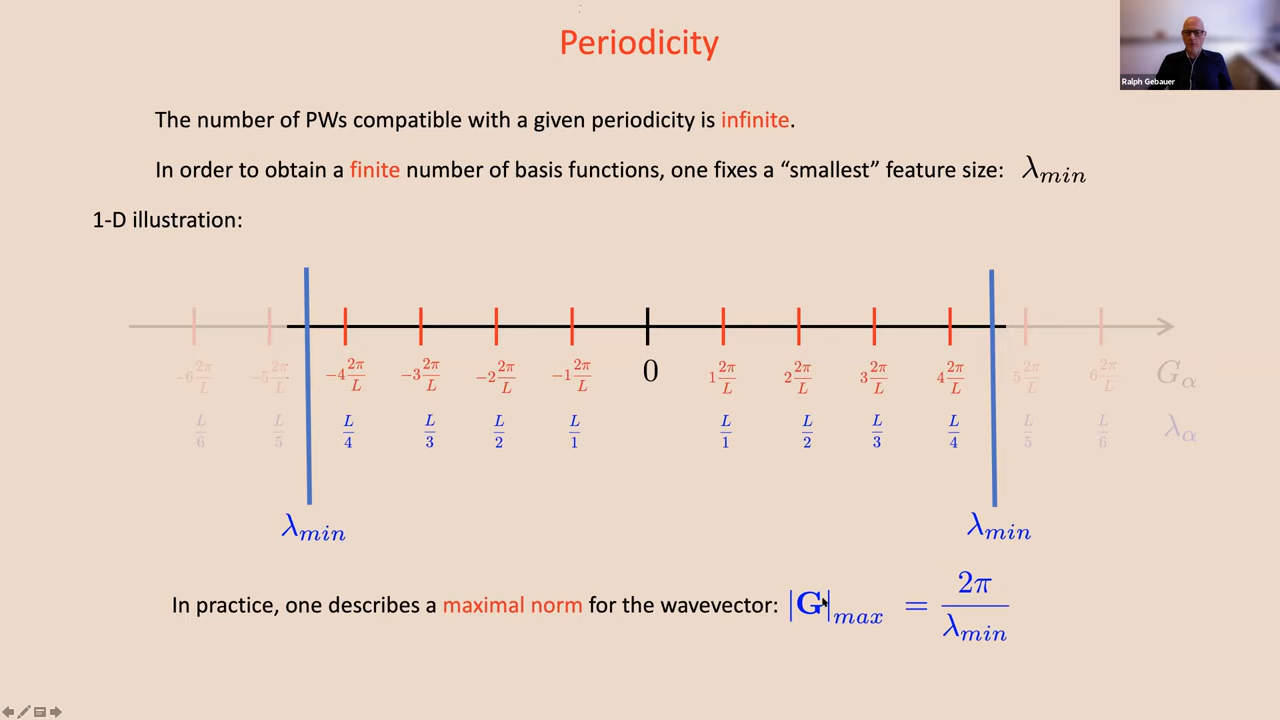 Periodicity
Ralph Gebauer
The number of PWs compatible with a given periodicity is infinite.
In order to obtain a finite number of basis functions, one fixes a “smallest” feature size: λ_min
1-D illustration:
−6 2π/L −5 2π/L −4 2π/L −3 2π/L −2 2π/L −1 2π/L 0 1 2π/L 2 2π/L 3 2π/L 4 2π/L 5 2π/L 6 2π/L G_α
L/6 L/5 L/4 L/3 L/2 L/1 L/1 L/2 L/3 L/4 L/5 L/6 λ_α
λ_min λ_min
In practice, one describes a maximal norm for the wavevector: |G|_max = 2π/λ_min